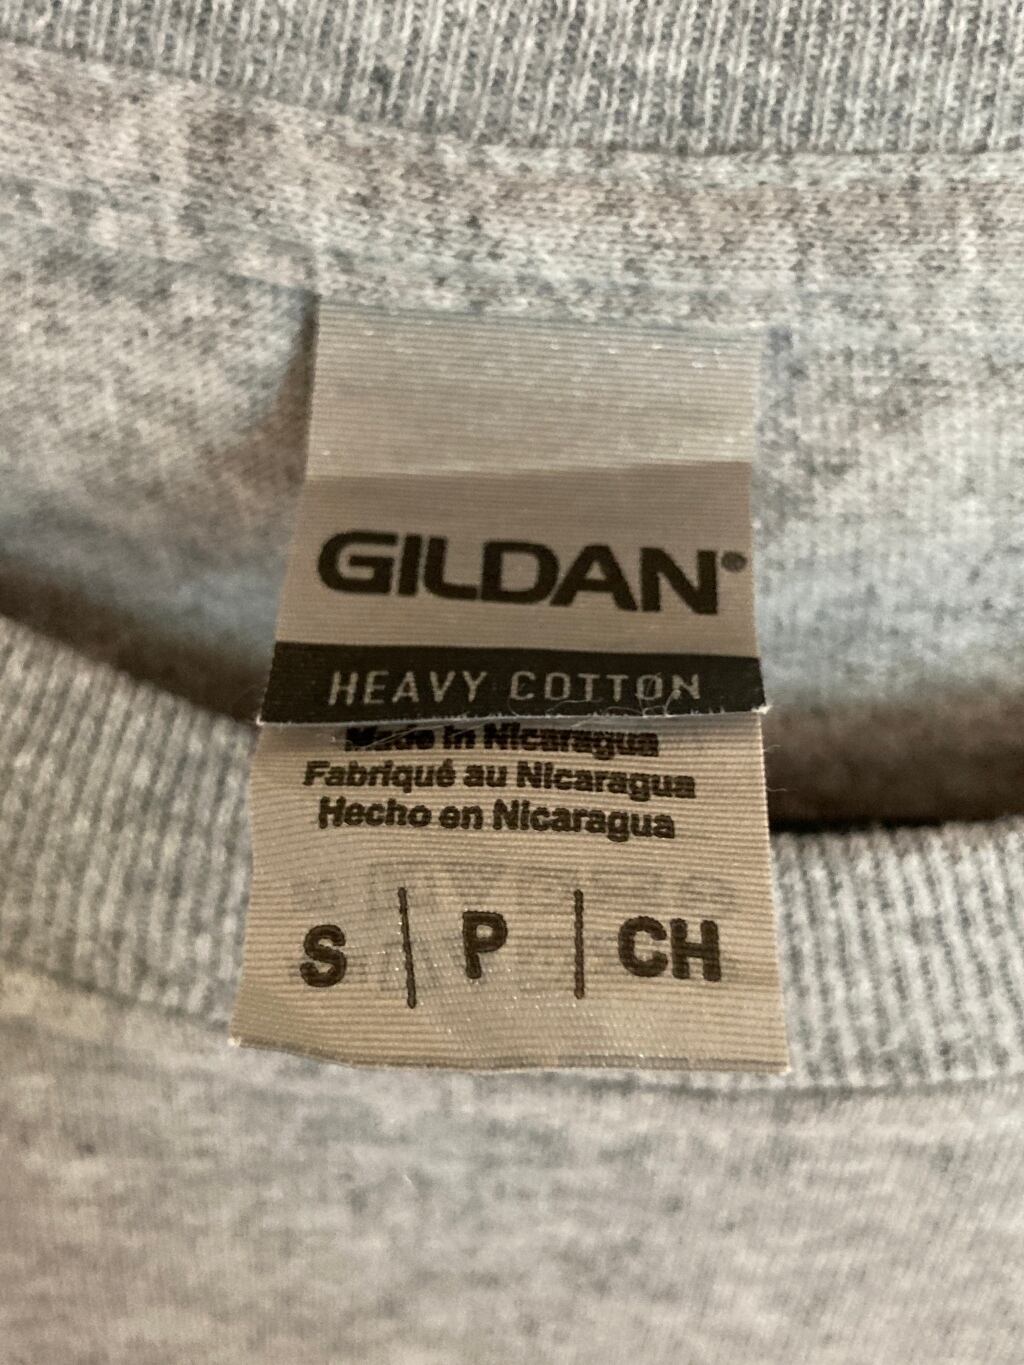 GILDAN®
HEAVY COTTON
Made in Nicaragua
Fabriqué au Nicaragua
Hecho en Nicaragua
S | P | CH